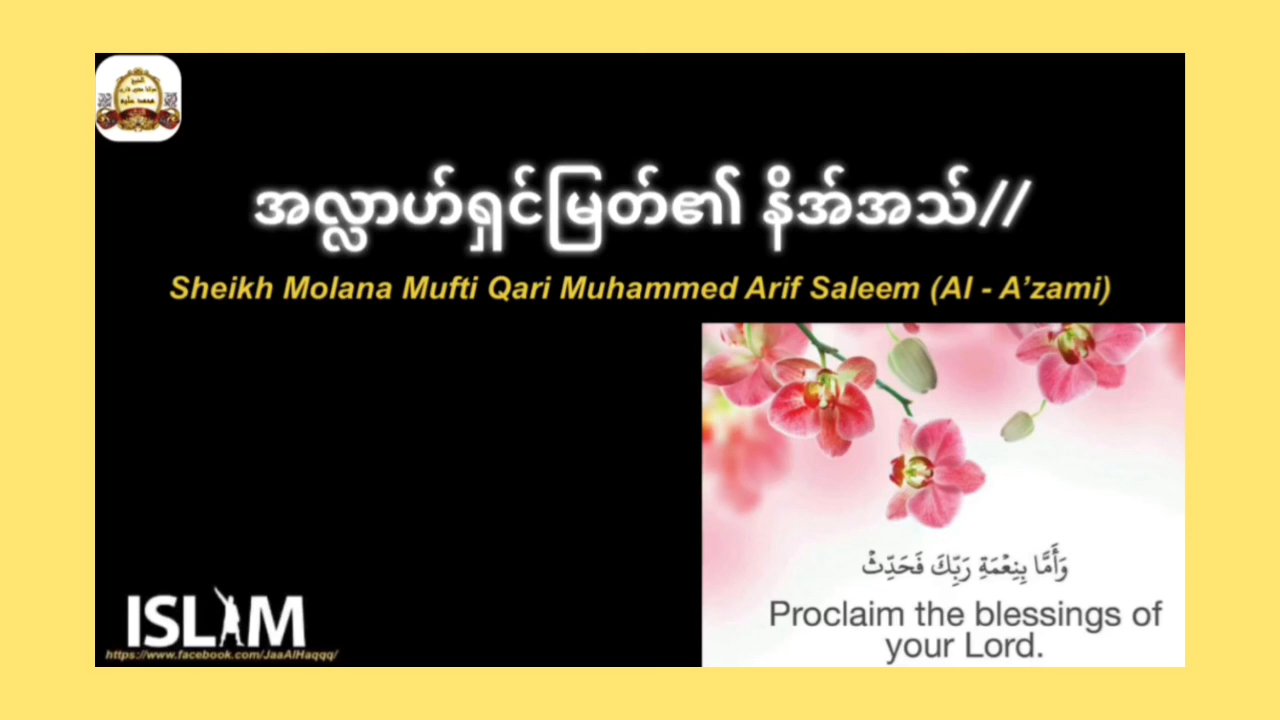 အလ္လာဟ်ရှင်မြတ်၏ နိအ်အသ်//
Sheikh Molana Mufti Qari Muhammed Arif Saleem (Al - A’zami)
وَأَمَّا بِنِعْمَةِ رَبِّكَ فَحَدِّثْ
Proclaim the blessings of
your Lord.
ISLAM
https://www.facebook.com/JaaAlHaqqq/